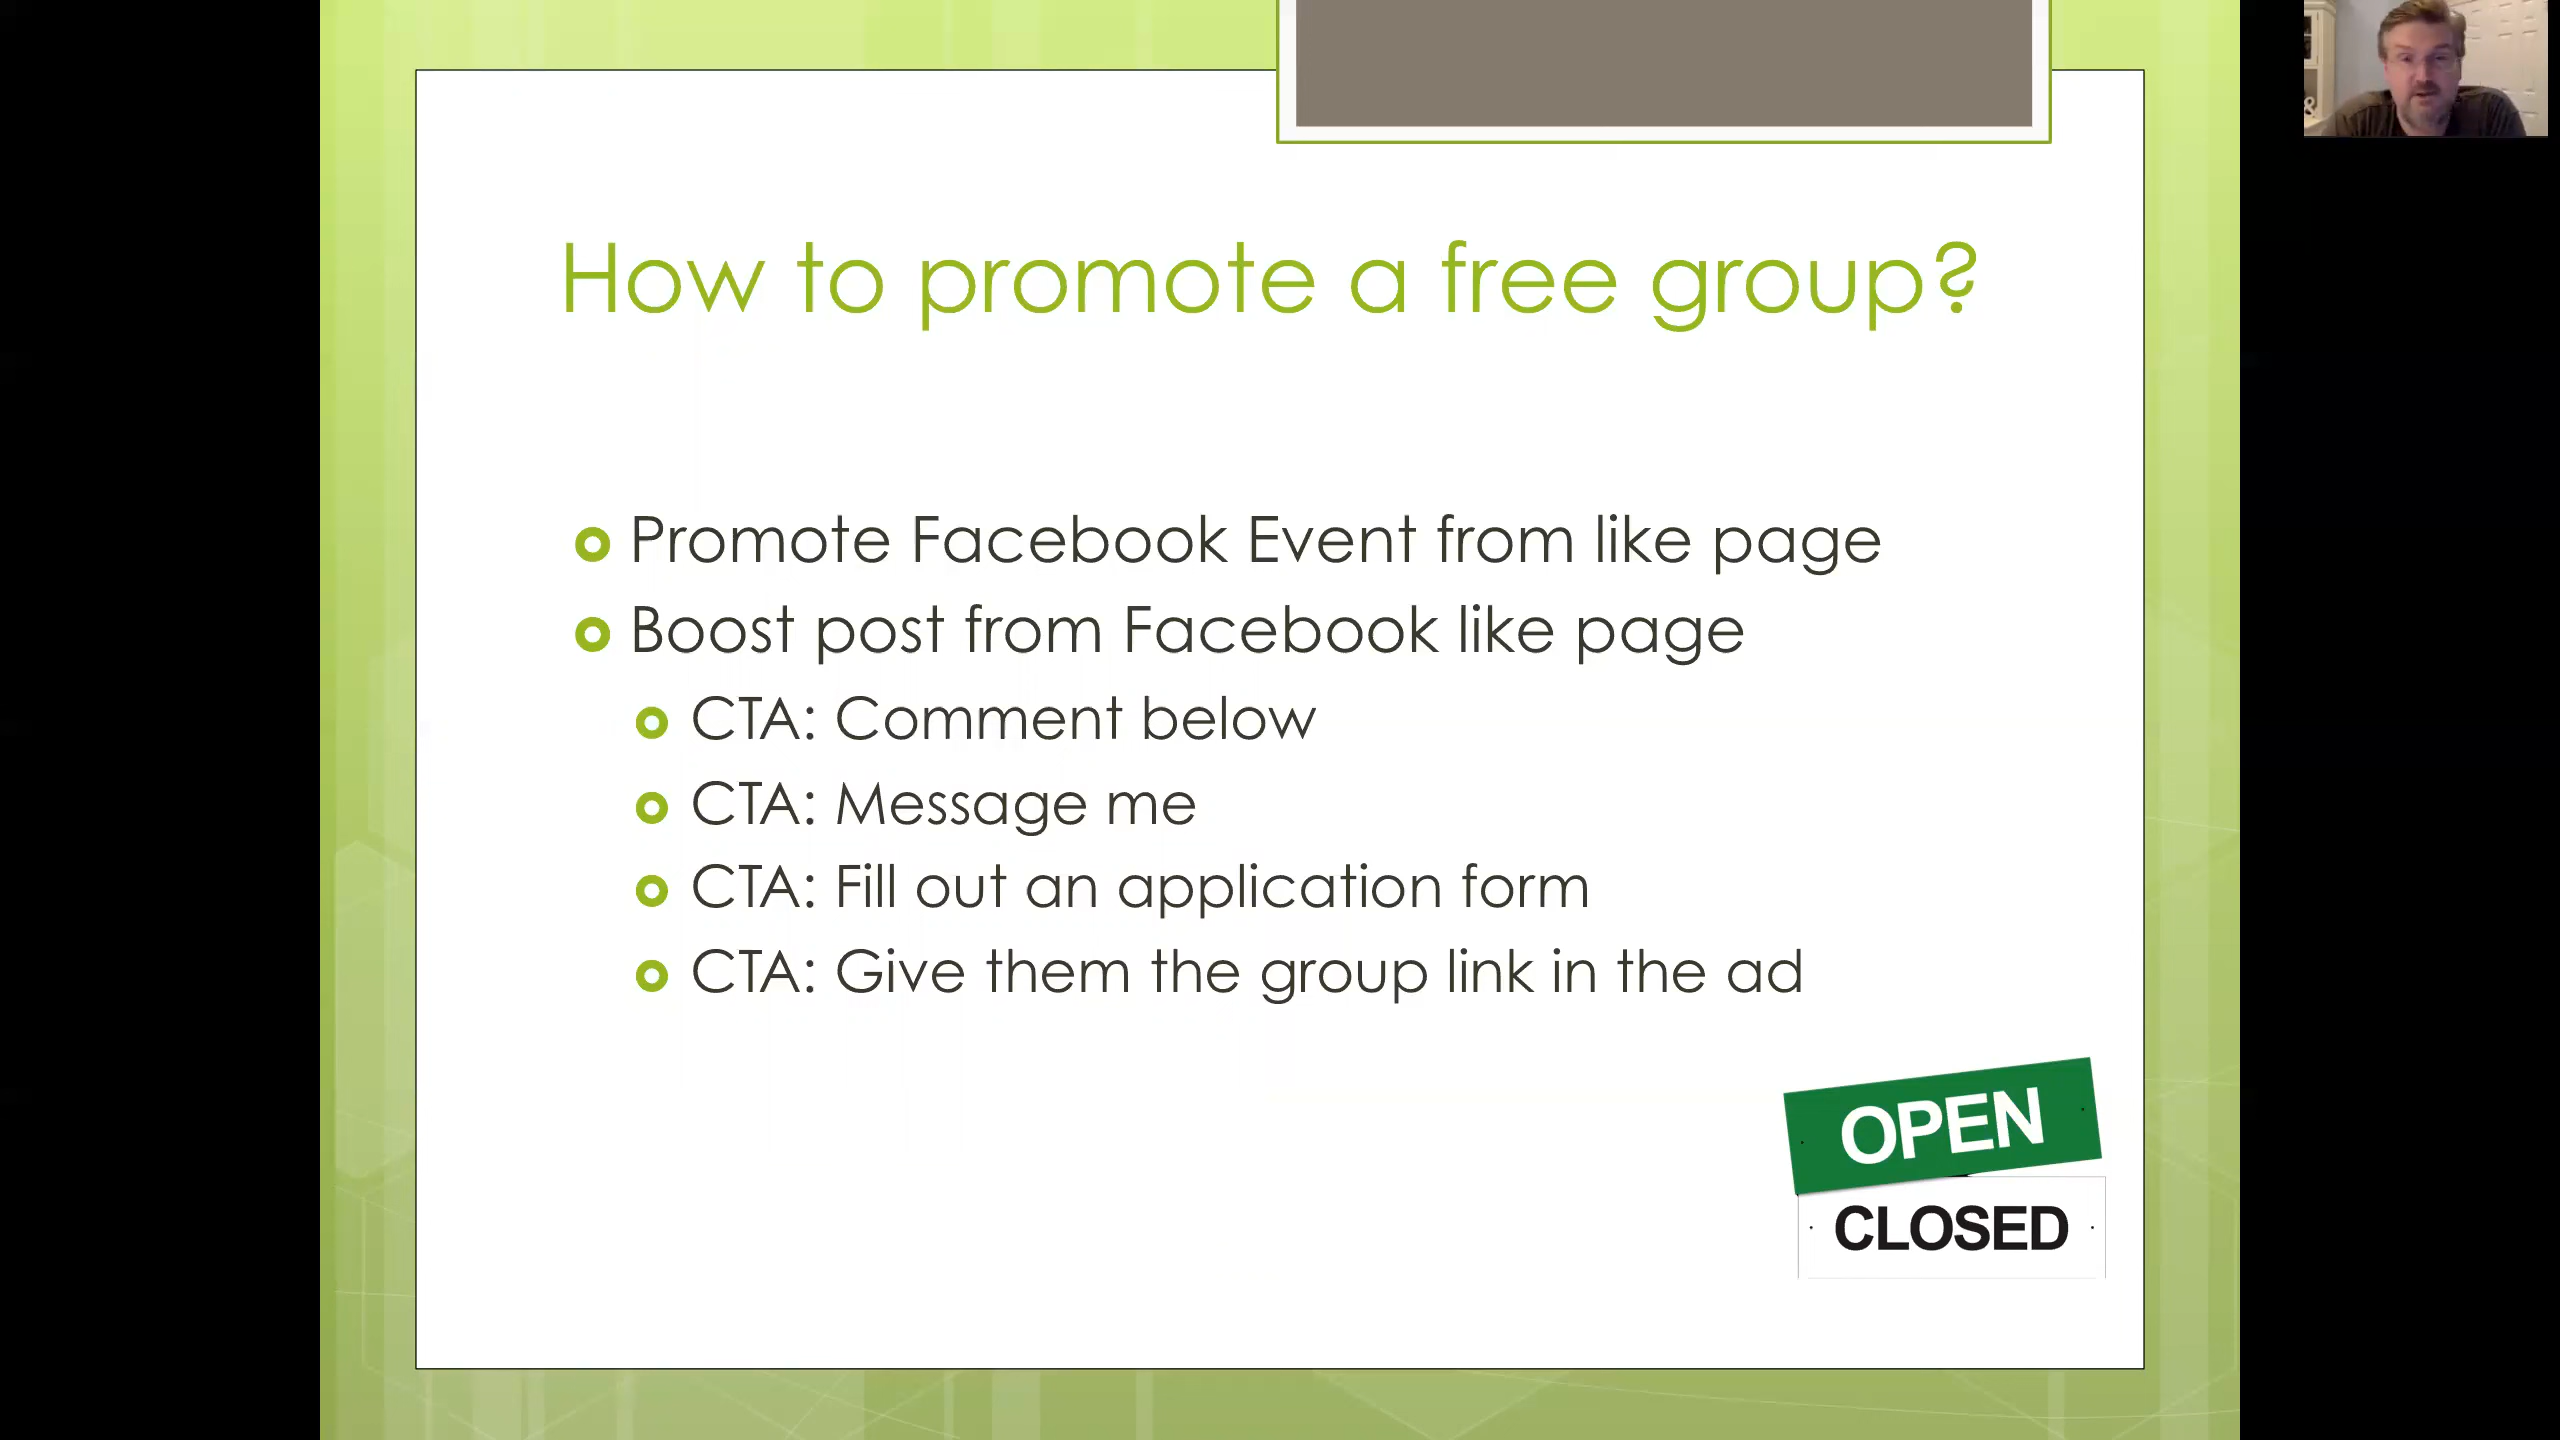 How to promote a free group?
Promote Facebook Event from like page
Boost post from Facebook like page
CTA: Comment below
CTA: Message me
CTA: Fill out an application form
CTA: Give them the group link in the ad
OPEN
CLOSED